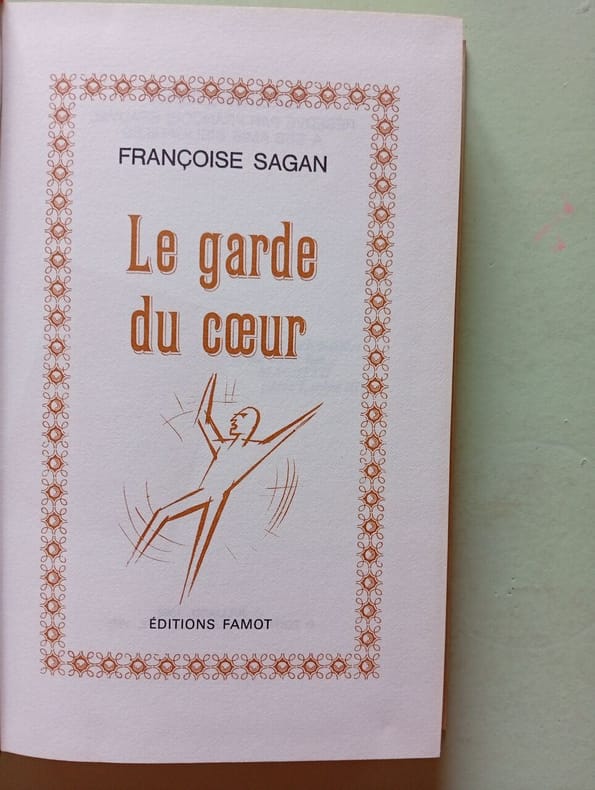 FRANÇOISE SAGAN
Le garde
du cœur
ÉDITIONS FAMOT